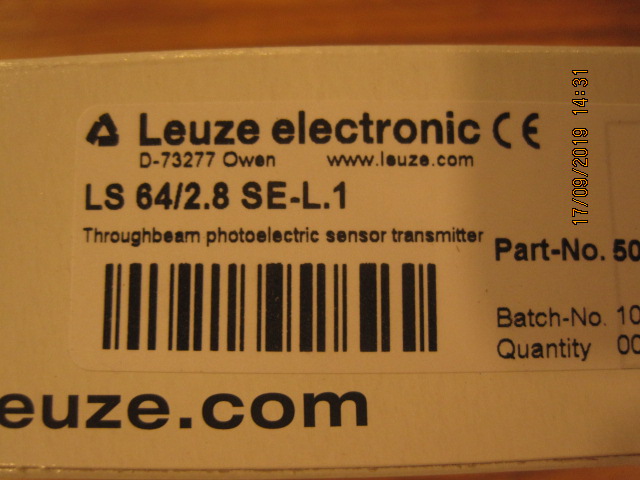 Leuze electronic CE
D-73277 Owen www.leuze.com
LS 64/2.8 SE-L.1
Throughbeam photoelectric sensor transmitter
Part-No. 50
Batch-No. 10
Quantity 00
euze.com
17/09/2019 14:31